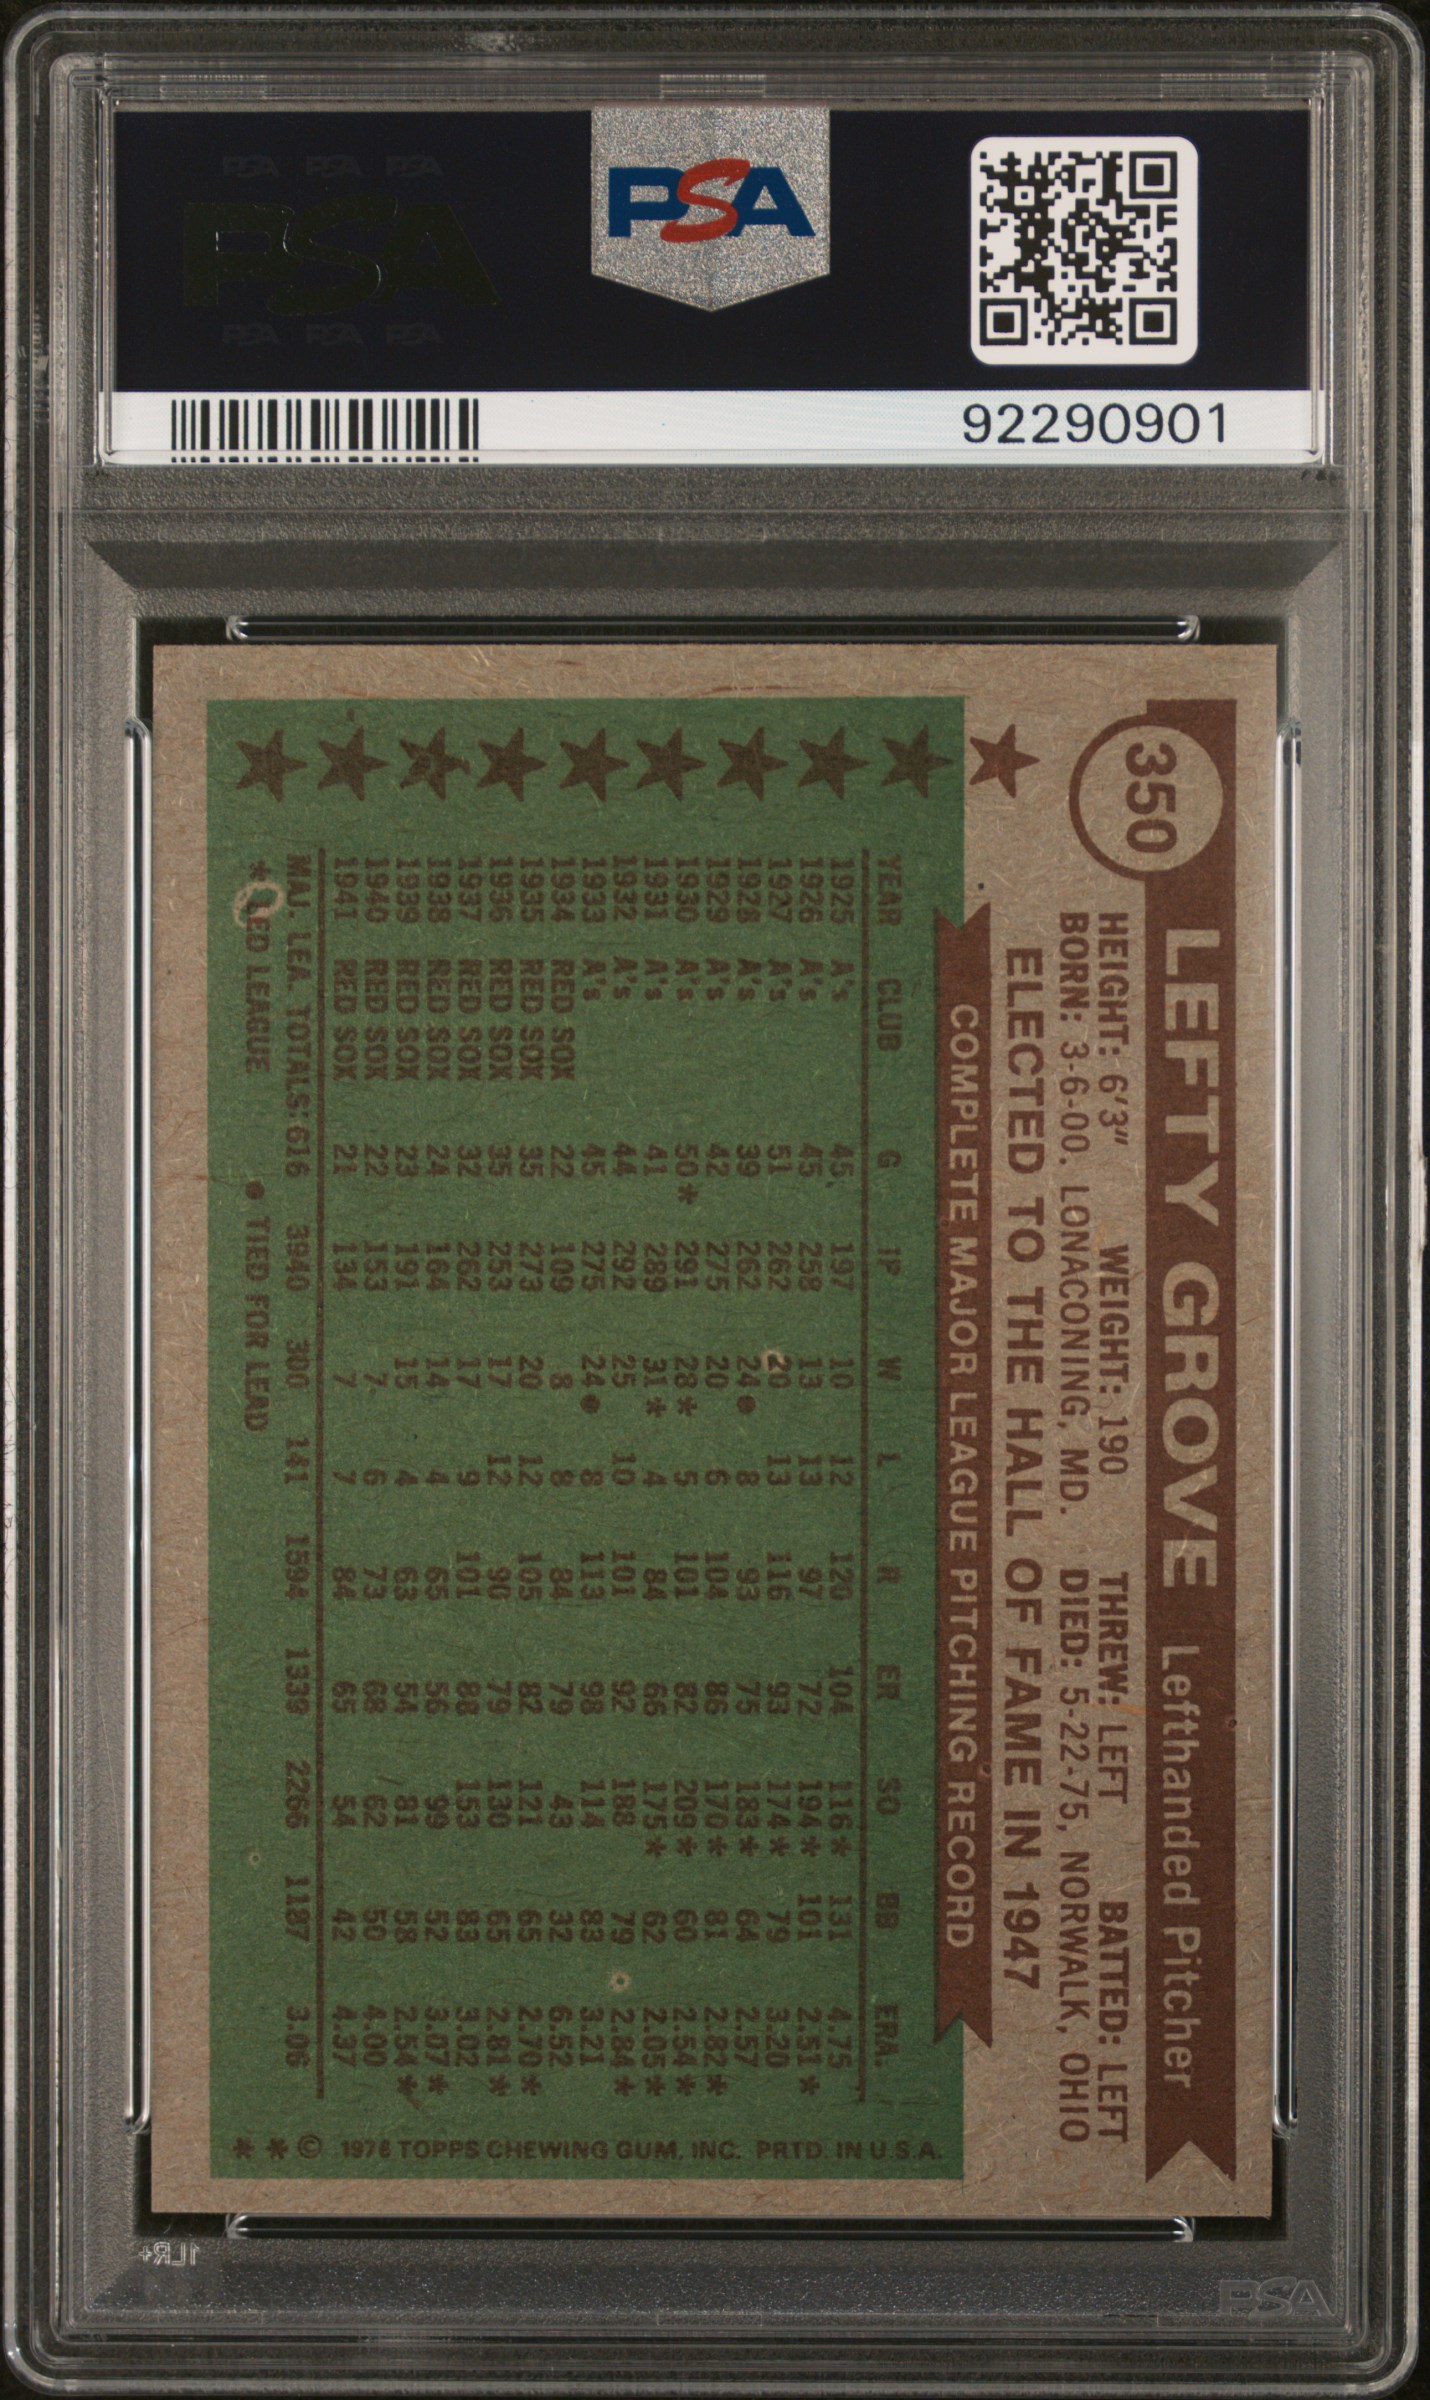 PSA PSA PSA
PSA
PSA PSA PSA
PSA
92290901
350 LEFTY GROVE Lefthanded Pitcher
HEIGHT: 6'3" WEIGHT: 190 THREW: LEFT BATTED: LEFT
BORN: 3-6-00, LONACONING, MD. DIED: 5-22-75, NORWALK, OHIO
ELECTED TO THE HALL OF FAME IN 1947
COMPLETE MAJOR LEAGUE PITCHING RECORD
YEAR CLUB G IP W L R ER SO BB ERA.
1925 A's 45 197 10 12 120 104 116* 131 4.75
1926 A's 45 258 13 13 97 72 194* 101 2.51*
1927 A's 51 262 20 13 116 93 174* 79 3.20
1928 A's 39 262 24● 8 93 75 183* 64 2.57
1929 A's 42 275 20 6 104 86 170* 81 2.82*
1930 A's 50* 291 28* 5 101 82 209* 60 2.54*
1931 A's 41 289 31* 4 84 66 175* 62 2.05*
1932 A's 44 292 25 10 101 92 188 79 2.84*
1933 A's 45 275 24● 8 113 98 114 83 3.21
1934 RED SOX 22 109 8 8 84 79 43 32 6.52
1935 RED SOX 35 273 20 12 105 82 121 65 2.70*
1936 RED SOX 35 253 17 12 90 79 130 65 2.81*
1937 RED SOX 32 262 17 9 101 88 153 83 3.02
1938 RED SOX 24 164 14 4 65 56 99 52 3.07*
1939 RED SOX 23 191 15 4 63 54 81 58 2.54*
1940 RED SOX 22 153 7 6 73 68 62 50 4.00
1941 RED SOX 21 134 7 7 84 65 54 42 4.37
MAJ. LEA. TOTALS: 616 3940 300 141 1594 1339 2266 1187 3.06
* LED LEAGUE ● TIED FOR LEAD
* * © 1976 TOPPS CHEWING GUM, INC. PRTD. IN U.S.A.
1LR+
PSA